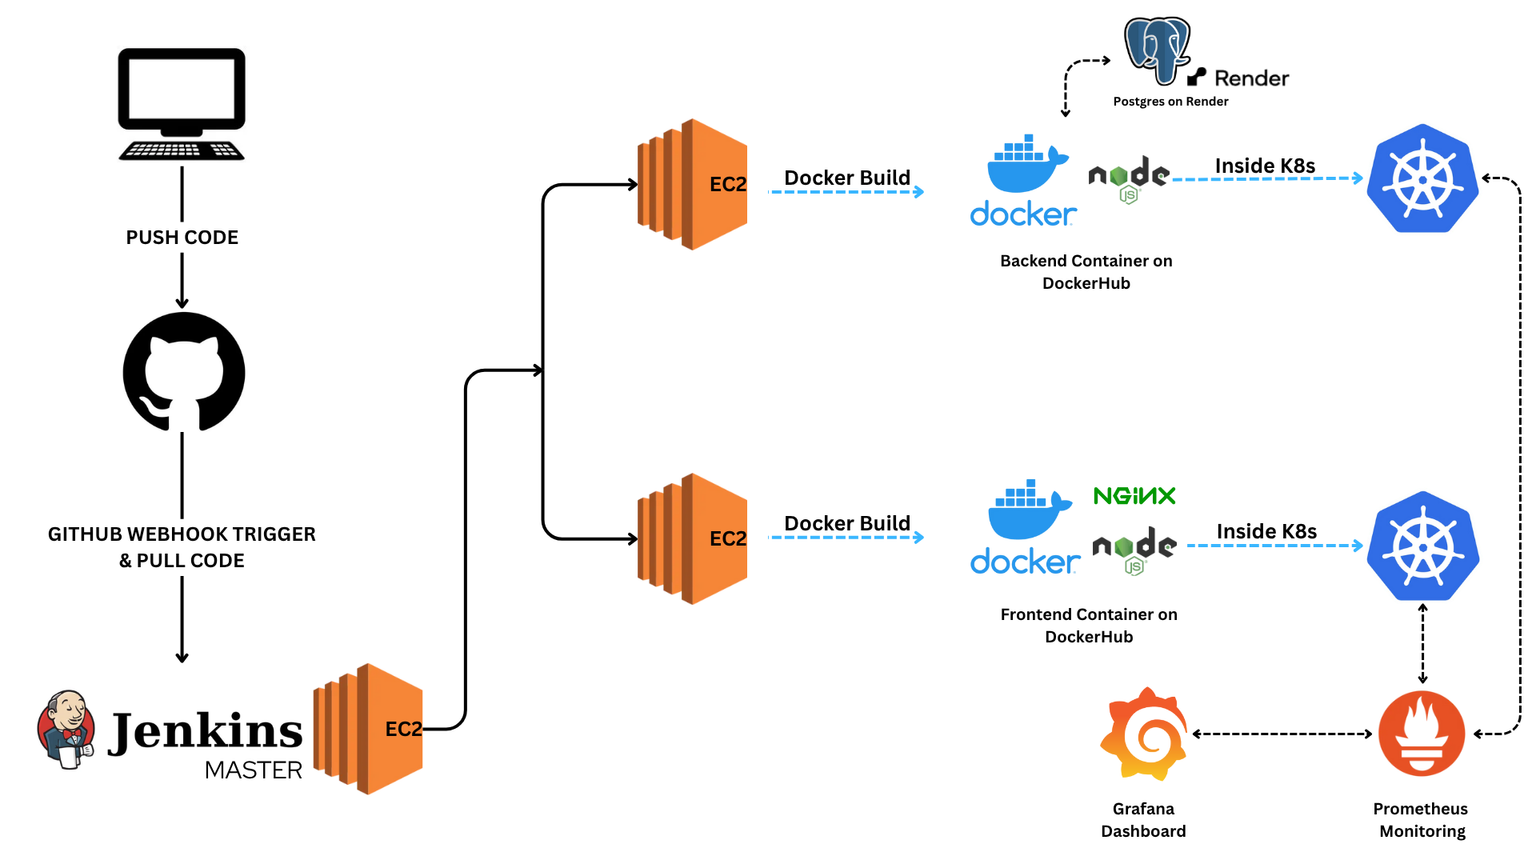 PUSH CODE
GITHUB WEBHOOK TRIGGER
& PULL CODE
Jenkins
MASTER
EC2
EC2
Docker Build
docker
node
JS
Backend Container on
DockerHub
Render
Postgres on Render
Inside K8s
EC2
Docker Build
docker
NGINX
node
JS
Frontend Container on
DockerHub
Inside K8s
Grafana
Dashboard
Prometheus
Monitoring